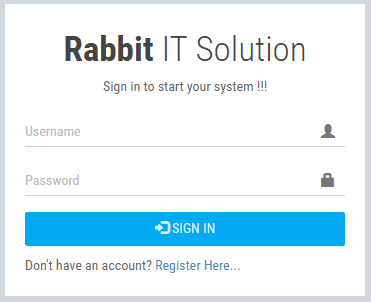 Rabbit IT Solution
Sign in to start your system !!!
Username
Password
SIGN IN
Don't have an account? Register Here...